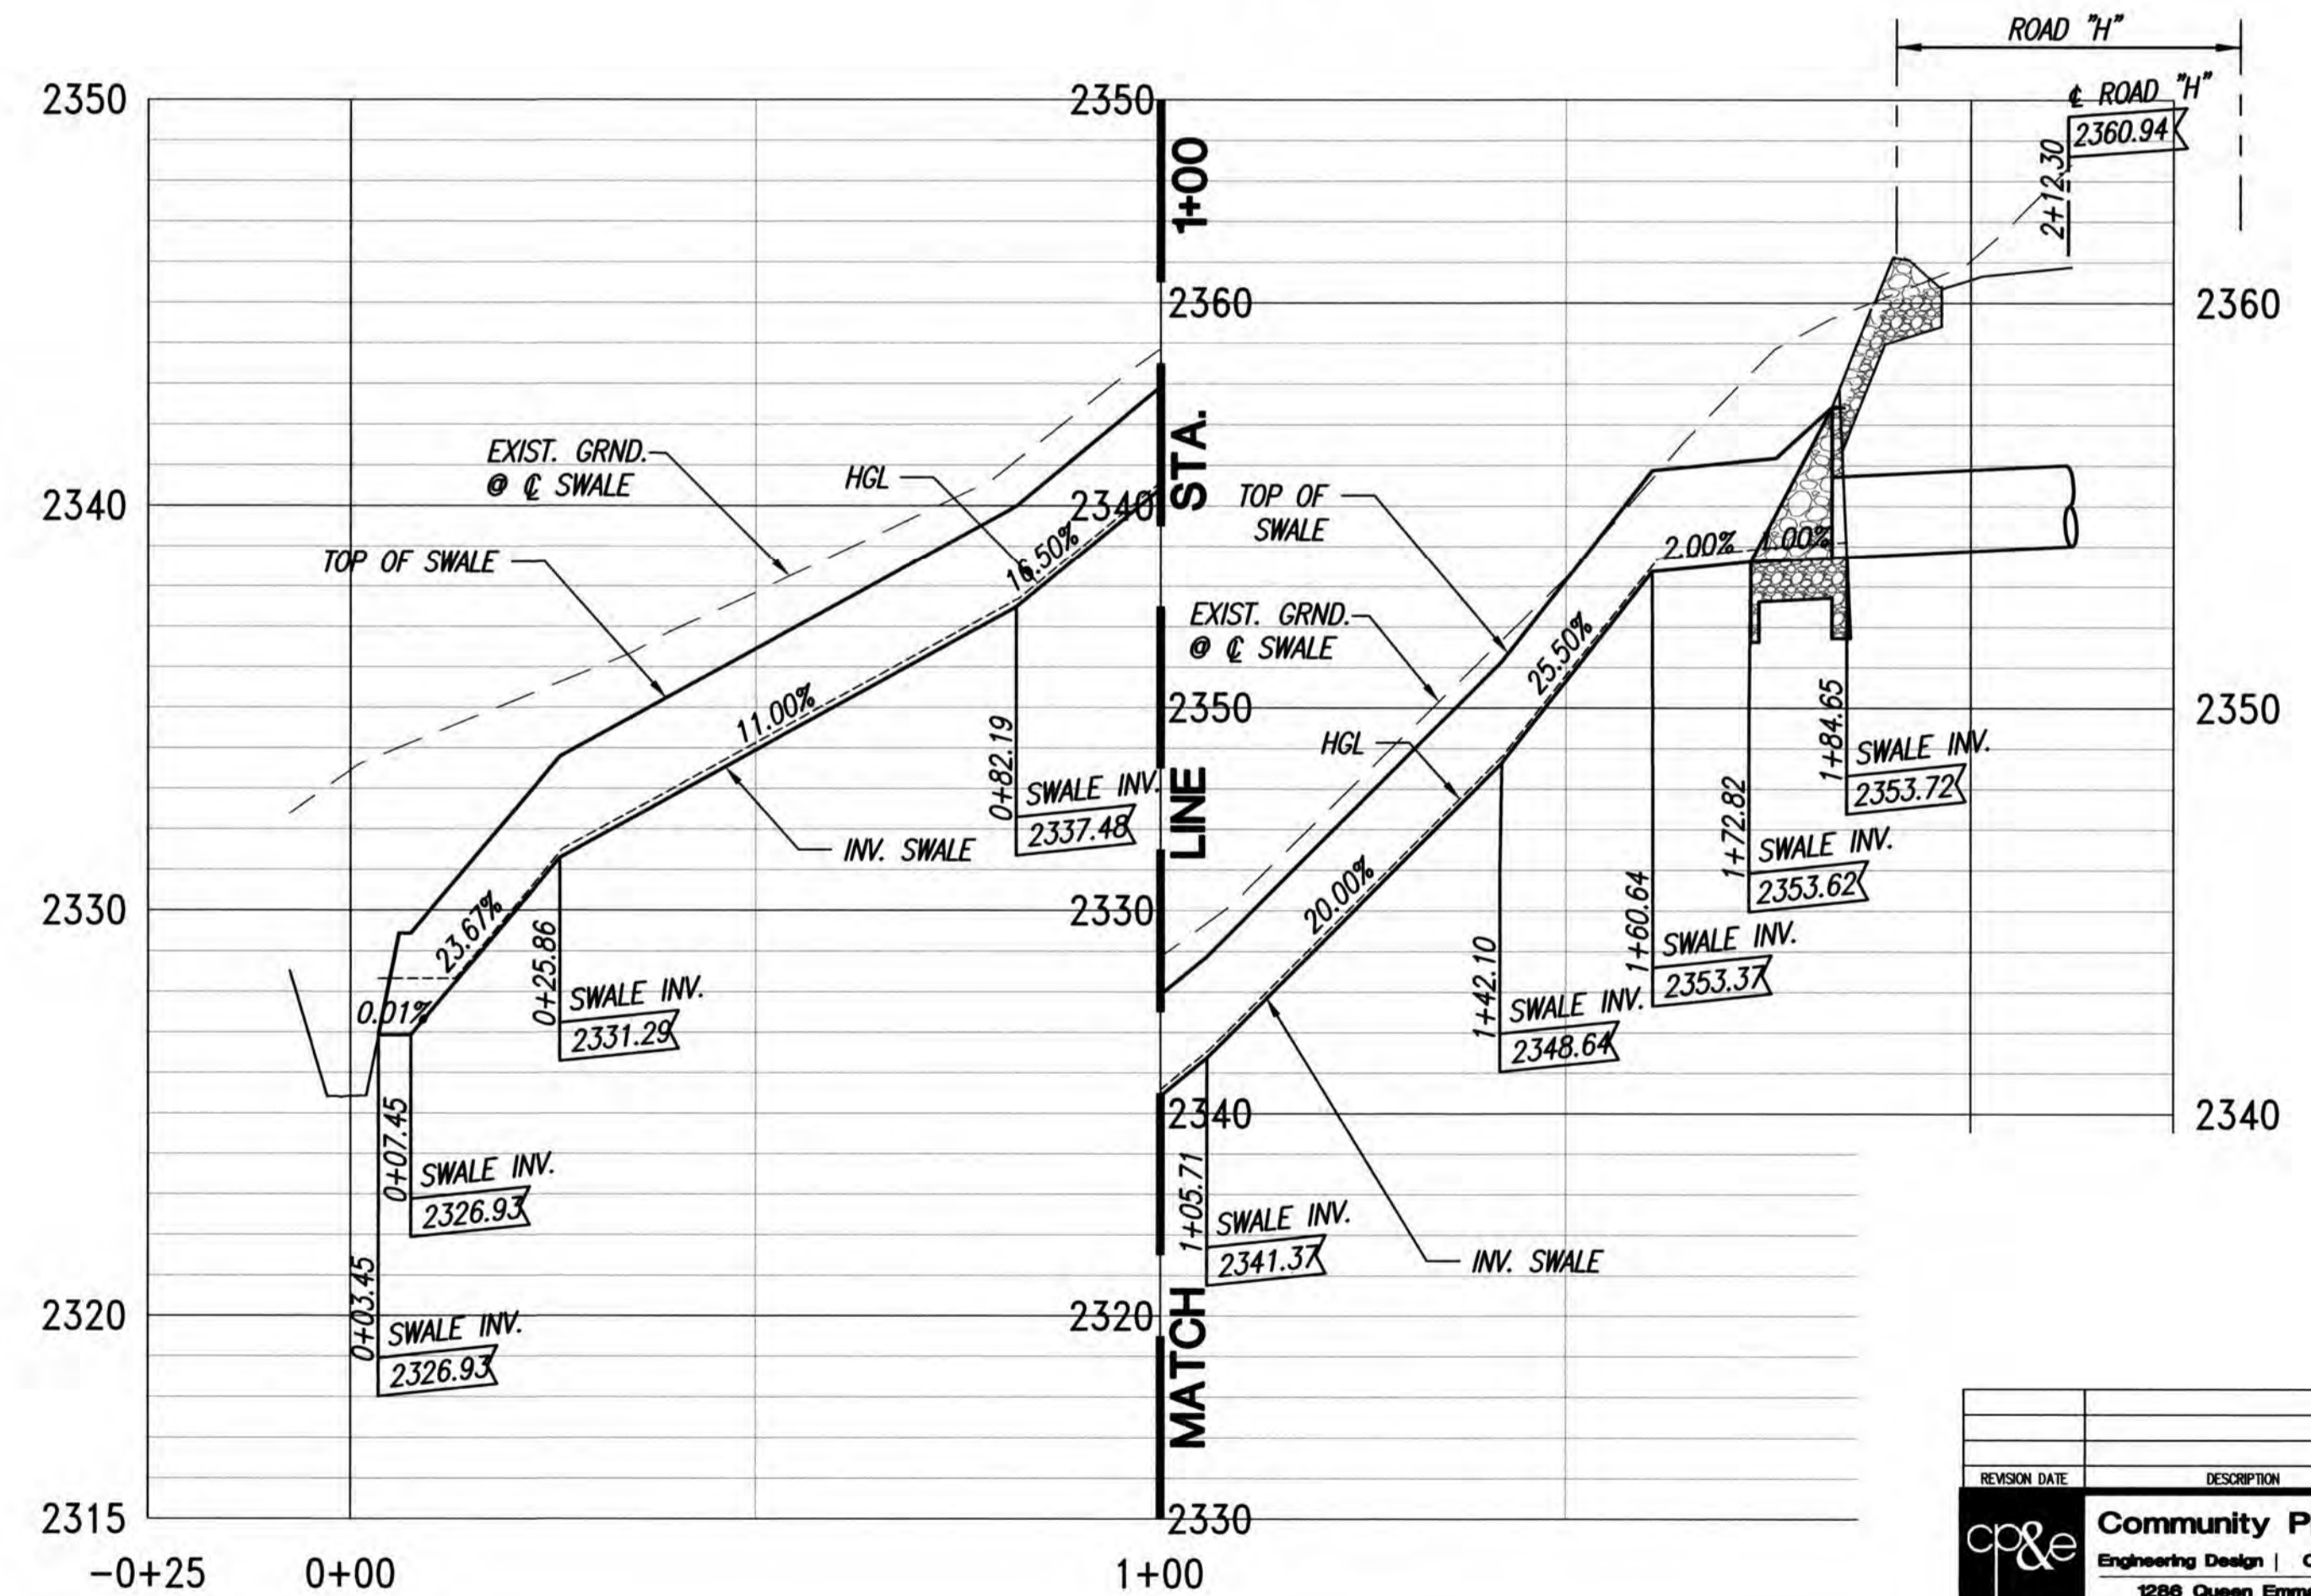 ROAD "H"
℄ ROAD "H"
2360.94
2+12.30
2350
2350
1+00
2360
2360
EXIST. GRND.
@ ℄ SWALE
HGL
TOP OF SWALE
2340
2340
STA.
16.50%
11.00%
TOP OF
SWALE
2.00%
1.00%
EXIST. GRND.
@ ℄ SWALE
25.50%
2350
2350
HGL
0+82.19
SWALE INV.
2337.48
INV. SWALE
LINE
1+84.65
SWALE INV.
2353.72
1+72.82
SWALE INV.
2353.62
2330
2330
23.67%
20.00%
0.01%
0+25.86
SWALE INV.
2331.29
1+42.10
SWALE INV.
2348.64
1+60.64
SWALE INV.
2353.37
0+07.45
SWALE INV.
2326.93
2340
2340
1+05.71
SWALE INV.
2341.37
INV. SWALE
0+03.45
SWALE INV.
2326.93
2320
2320
MATCH
2315
2330
-0+25
0+00
1+00
REVISION DATE
DESCRIPTION
cp&e
Community P
Engineering Design |
1286 Queen Emm